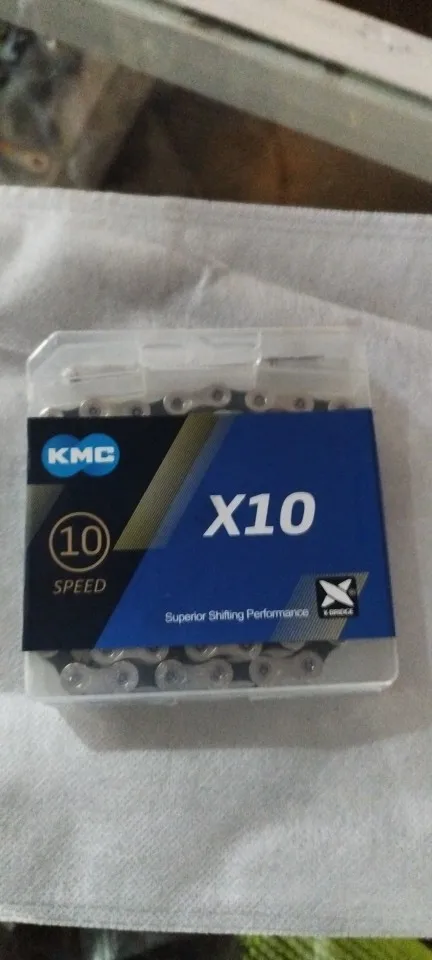 KMC
X10
10
SPEED
Superior Shifting Performance
X-BRIDGE